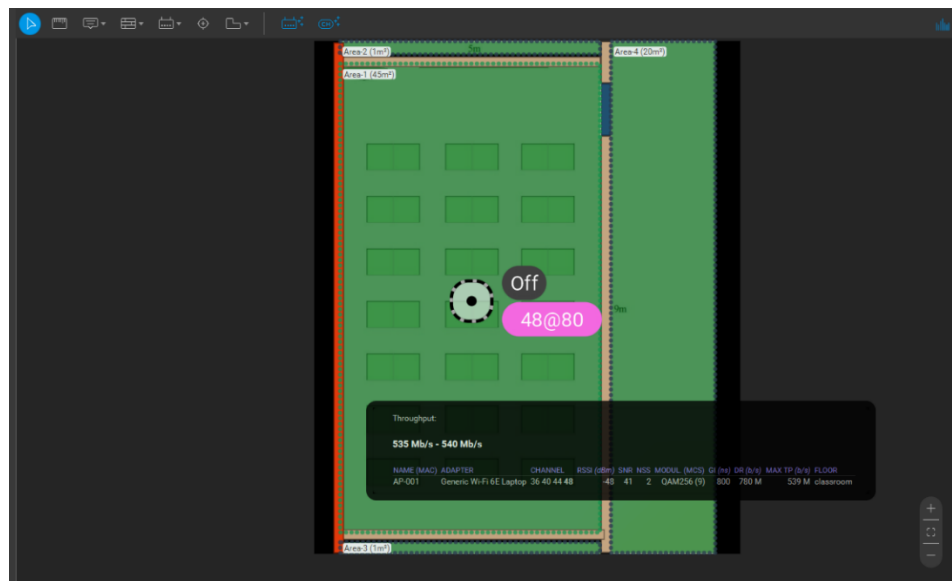 Area-2 (1m²)
5m
Area-4 (20m²)
Area-1 (45m²)
Off
48@80
9m
Throughput:
535 Mb/s - 540 Mb/s
NAME (MAC) ADAPTER CHANNEL RSSI (dBm) SNR NSS MODUL. (MCS) GI (ns) DR (b/s) MAX TP (b/s) FLOOR
AP-001 Generic Wi-Fi 6E Laptop 36 40 44 48 -48 41 2 QAM256 (9) 800 780 M 539 M classroom
Area-3 (1m²)